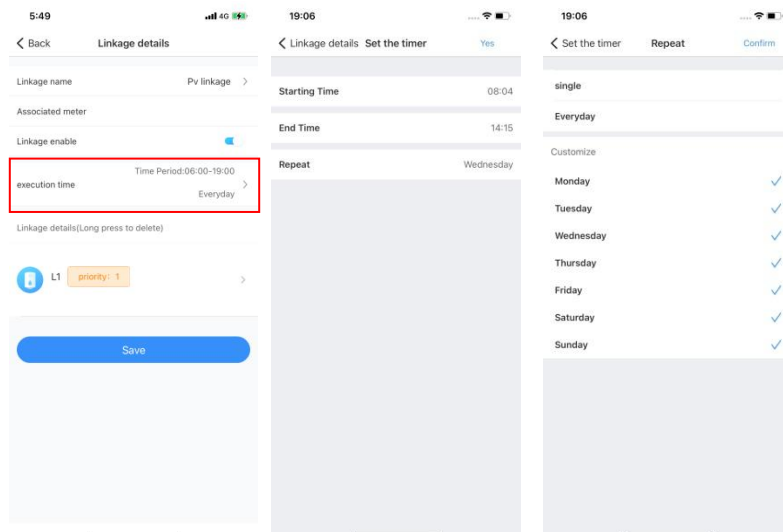 5:49
4G
Back
Linkage details
Linkage name
Pv linkage
Associated meter
Linkage enable
execution time
Time Period:06:00-19:00
Everyday
Linkage details(Long press to delete)
L1
priority: 1
Save
19:06
Linkage details
Set the timer
Yes
Starting Time
08:04
End Time
14:15
Repeat
Wednesday
19:06
Set the timer
Repeat
Confirm
single
Everyday
Customize
Monday
Tuesday
Wednesday
Thursday
Friday
Saturday
Sunday